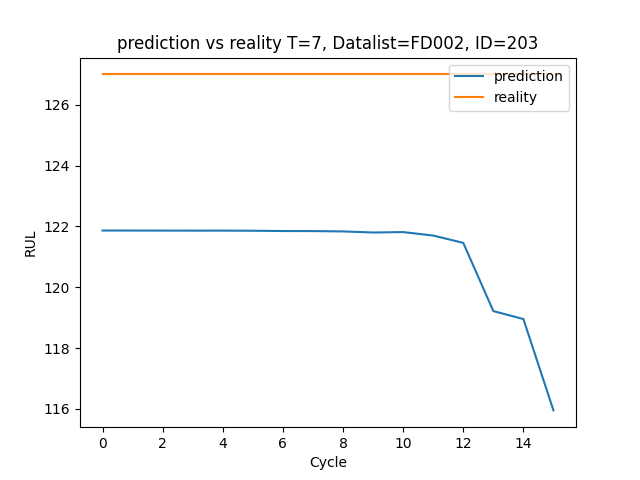 prediction vs reality T=7, Datalist=FD002, ID=203
prediction
reality
126
124
122
120
118
116
RUL
0 2 4 6 8 10 12 14
Cycle